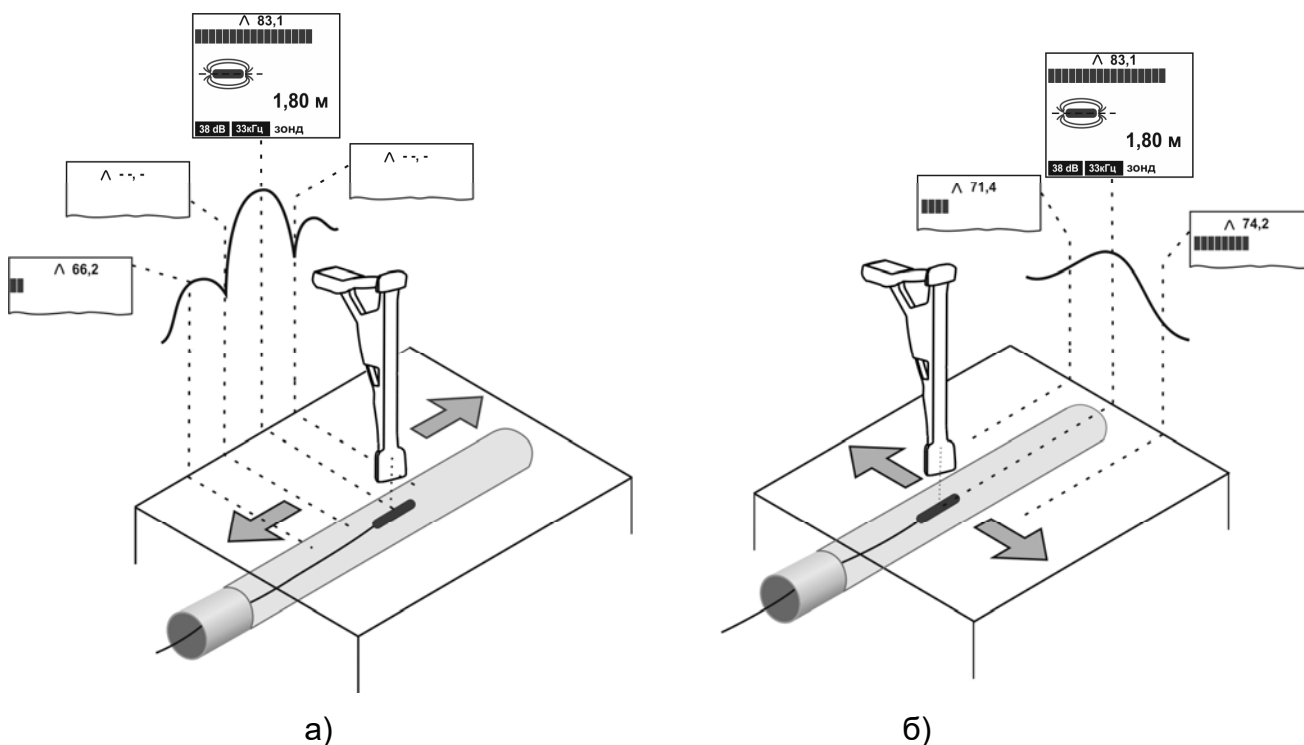 Λ 83,1
1,80 м
38 dB 33кГц зонд
Λ --,-
Λ --,-
Λ 66,2
а)
Λ 83,1
1,80 м
38 dB 33кГц зонд
Λ 71,4
Λ 74,2
б)